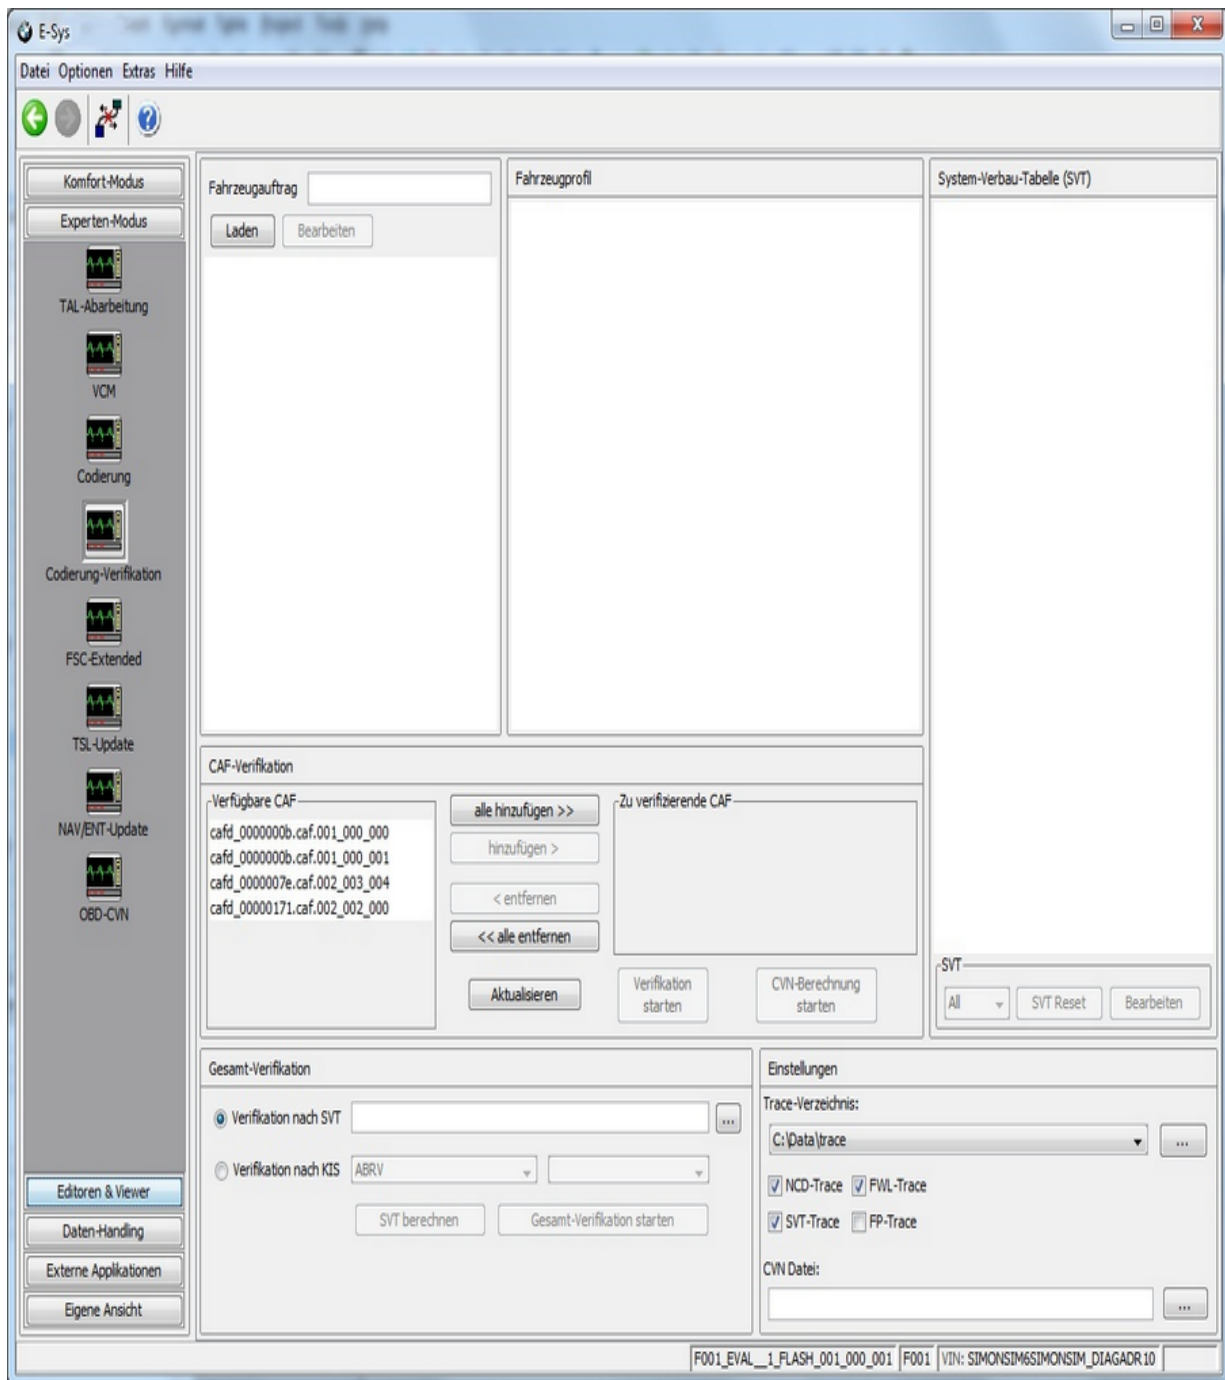 E-Sys
Datei Optionen Extras Hilfe
Komfort-Modus
Experten-Modus
TAL-Abarbeitung
VCM
Codierung
Codierung-Verifikation
FSC-Extended
TSL-Update
NAV/ENT-Update
OBD-CVN
Editoren & Viewer
Daten-Handling
Externe Applikationen
Eigene Ansicht
Fahrzeugauftrag
Laden Bearbeiten
Fahrzeugprofil
System-Verbau-Tabelle (SVT)
CAF-Verifikation
Verfügbare CAF
cafd_0000000b.caf.001_000_000
cafd_0000000b.caf.001_000_001
cafd_0000007e.caf.002_003_004
cafd_00000171.caf.002_002_000
alle hinzufügen >>
hinzufügen >
< entfernen
<< alle entfernen
Aktualisieren
Zu verifizierende CAF
Verifikation
starten
CVN-Berechnung
starten
SVT
All SVT Reset Bearbeiten
Gesamt-Verifikation
Verifikation nach SVT ...
Verifikation nach KIS ABRV
SVT berechnen Gesamt-Verifikation starten
Einstellungen
Trace-Verzeichnis:
C:\Data\trace ...
NCD-Trace FWL-Trace
SVT-Trace FP-Trace
CVN Datei:
...
F001_EVAL__1_FLASH_001_000_001 F001 VIN: SIMONSIM6SIMONSIM_DIAGADR10